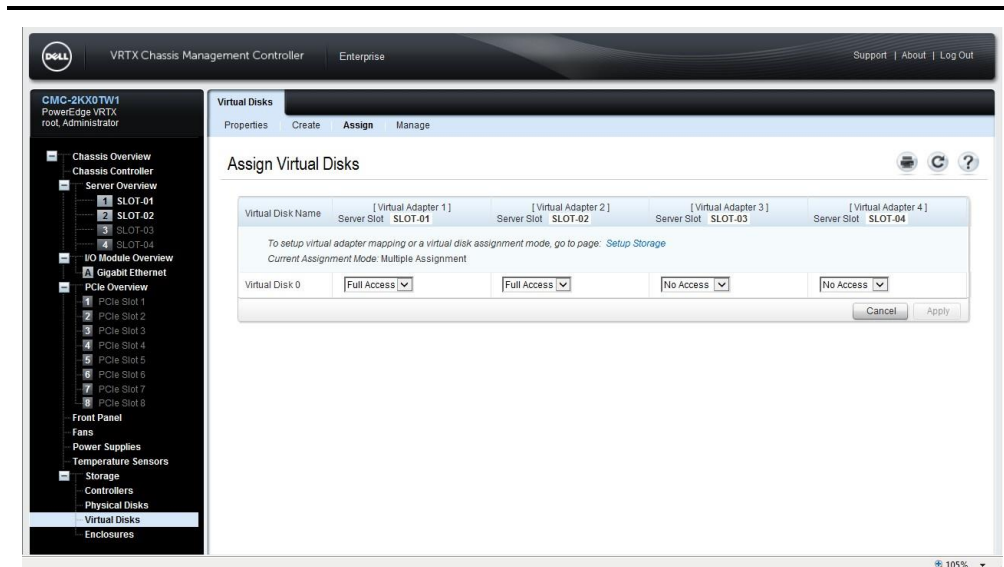 DELL VRTX Chassis Management Controller Enterprise Support | About | Log Out
CMC-2KX0TW1
PowerEdge VRTX
root, Administrator
Chassis Overview
Chassis Controller
Server Overview
1 SLOT-01
2 SLOT-02
3 SLOT-03
4 SLOT-04
I/O Module Overview
A Gigabit Ethernet
PCIe Overview
1 PCIe Slot 1
2 PCIe Slot 2
3 PCIe Slot 3
4 PCIe Slot 4
5 PCIe Slot 5
6 PCIe Slot 6
7 PCIe Slot 7
8 PCIe Slot 8
Front Panel
Fans
Power Supplies
Temperature Sensors
Storage
Controllers
Physical Disks
Virtual Disks
Enclosures
Virtual Disks
Properties Create Assign Manage
Assign Virtual Disks
Virtual Disk Name
[ Virtual Adapter 1 ]
Server Slot SLOT-01
[ Virtual Adapter 2 ]
Server Slot SLOT-02
[ Virtual Adapter 3 ]
Server Slot SLOT-03
[ Virtual Adapter 4 ]
Server Slot SLOT-04
To setup virtual adapter mapping or a virtual disk assignment mode, go to page: Setup Storage
Current Assignment Mode: Multiple Assignment
Virtual Disk 0 Full Access Full Access No Access No Access
Cancel Apply
105%